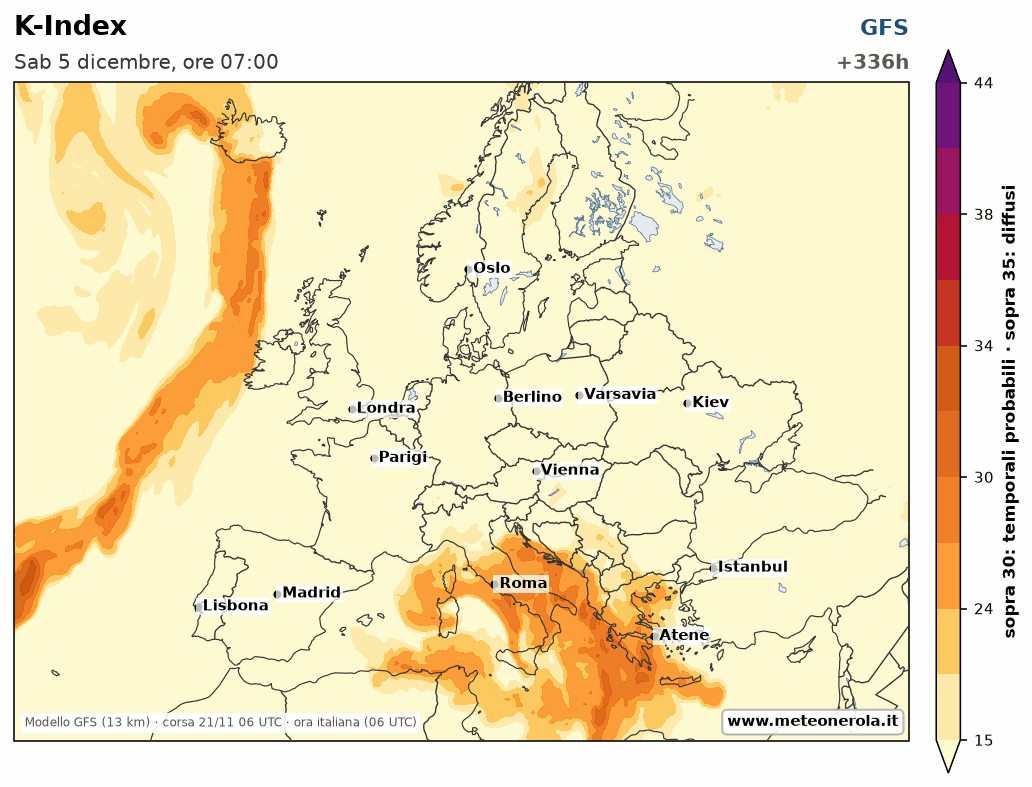 K-Index
GFS
Sab 5 dicembre, ore 07:00
+336h
44
38
34
30
24
15
sopra 30: temporali probabili · sopra 35: diffusi
Oslo
Berlino
Varsavia
Kiev
Londra
Parigi
Vienna
Istanbul
Roma
Madrid
Lisbona
Atene
Modello GFS (13 km) · corsa 21/11 06 UTC · ora italiana (06 UTC)
www.meteonerola.it